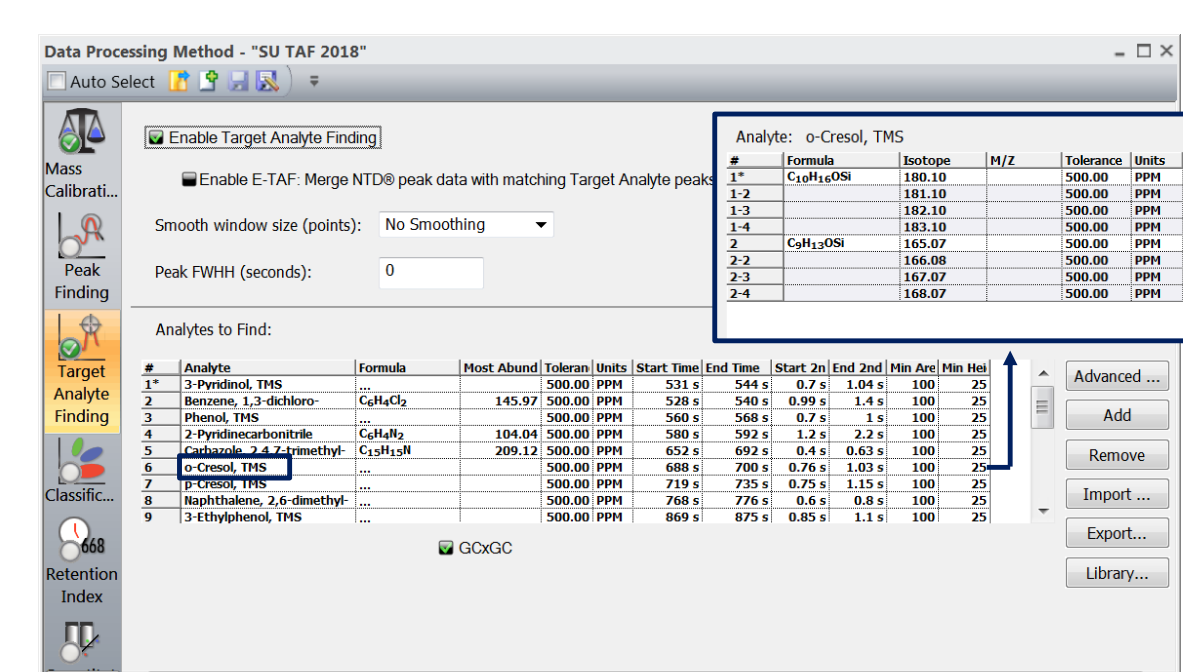 Data Processing Method - "SU TAF 2018"
Auto Select
Mass
Calibrati...
Peak
Finding
Target
Analyte
Finding
Classific...
668
Retention
Index
Enable Target Analyte Finding
Enable E-TAF: Merge NTD® peak data with matching Target Analyte peaks
Smooth window size (points): No Smoothing
Peak FWHH (seconds): 0
Analyte: o-Cresol, TMS
# Formula Isotope M/Z Tolerance Units
1* C₁₀H₁₆OSi 180.10 500.00 PPM
1-2 181.10 500.00 PPM
1-3 182.10 500.00 PPM
1-4 183.10 500.00 PPM
2 C₉H₁₃OSi 165.07 500.00 PPM
2-2 166.08 500.00 PPM
2-3 167.07 500.00 PPM
2-4 168.07 500.00 PPM
Analytes to Find:
# Analyte Formula Most Abund Toleran Units Start Time End Time Start 2n End 2nd Min Are Min Hei
1* 3-Pyridinol, TMS ... 500.00 PPM 531 s 544 s 0.7 s 1.04 s 100 25
2 Benzene, 1,3-dichloro- C₆H₄Cl₂ 145.97 500.00 PPM 528 s 540 s 0.99 s 1.4 s 100 25
3 Phenol, TMS ... 500.00 PPM 560 s 568 s 0.7 s 1 s 100 25
4 2-Pyridinecarbonitrile C₆H₄N₂ 104.04 500.00 PPM 580 s 592 s 1.2 s 2.2 s 100 25
5 Carbazole, 2,4,7-trimethyl- C₁₅H₁₅N 209.12 500.00 PPM 652 s 692 s 0.4 s 0.63 s 100 25
6 o-Cresol, TMS ... 500.00 PPM 688 s 700 s 0.76 s 1.03 s 100 25
7 p-Cresol, TMS ... 500.00 PPM 719 s 735 s 0.75 s 1.15 s 100 25
8 Naphthalene, 2,6-dimethyl- ... 500.00 PPM 768 s 776 s 0.6 s 0.8 s 100 25
9 3-Ethylphenol, TMS ... 500.00 PPM 869 s 875 s 0.85 s 1.1 s 100 25
GCxGC
Advanced ...
Add
Remove
Import ...
Export...
Library...